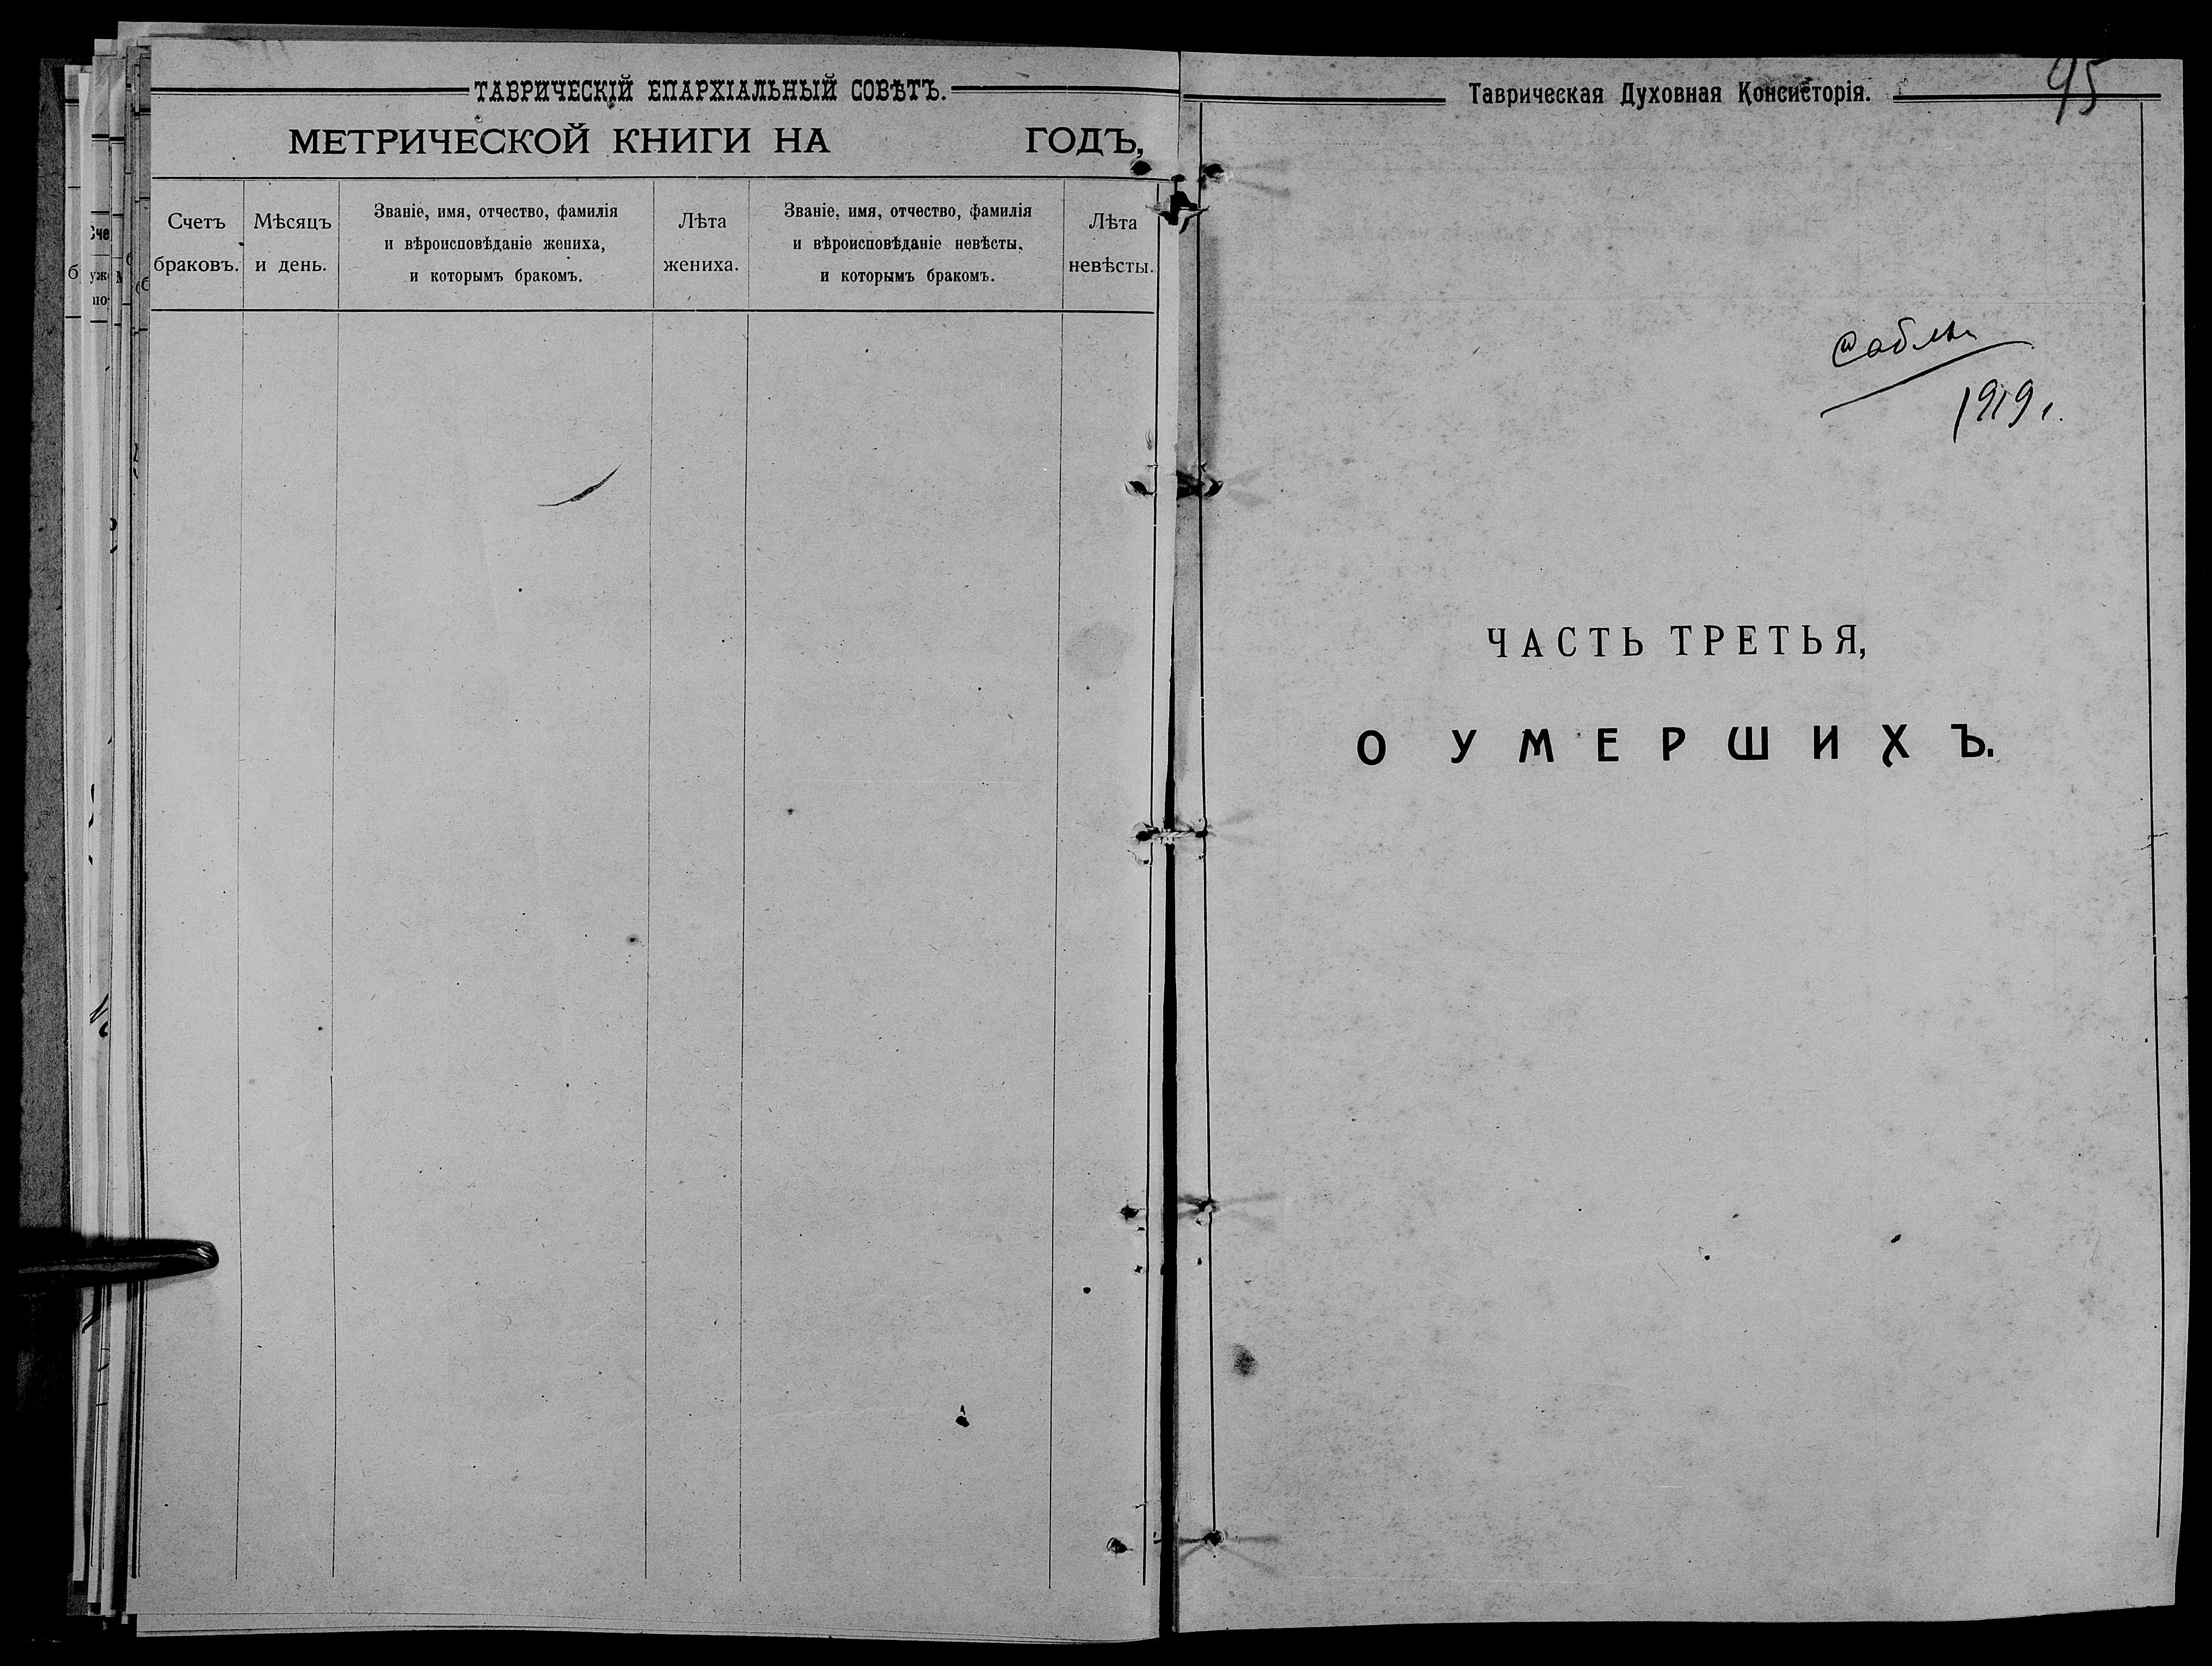 ТАВРИЧЕСКІЙ ЕПАРХІАЛЬНЫЙ СОВѢТЪ.
МЕТРИЧЕСКОЙ КНИГИ НА ГОДЪ,
Счетъ
браковъ.
Мѣсяцъ
и день.
Званіе, имя, отчество, фамилія
и вѣроисповѣданіе жениха,
и которымъ бракомъ.
Лѣта
жениха.
Званіе, имя, отчество, фамилія
и вѣроисповѣданіе невѣсты,
и которымъ бракомъ.
Лѣта
невѣсты.
Таврическая Духовная Консисторія.
95
Саблы
1919 г.
ЧАСТЬ ТРЕТЬЯ,
О УМЕРШИХЪ.